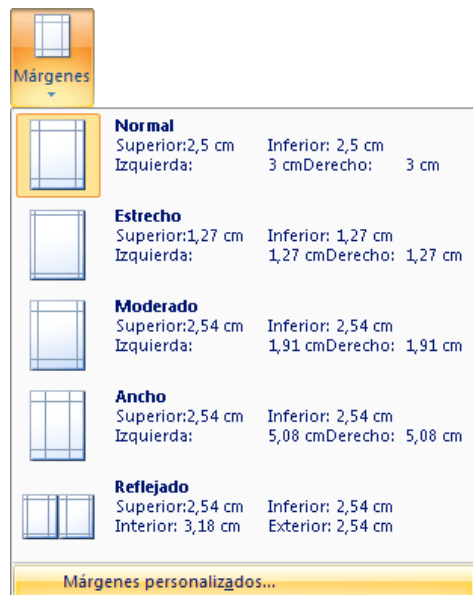 Márgenes
Normal
Superior:2,5 cm Inferior: 2,5 cm
Izquierda: 3 cmDerecho: 3 cm
Estrecho
Superior:1,27 cm Inferior: 1,27 cm
Izquierda: 1,27 cmDerecho: 1,27 cm
Moderado
Superior:2,54 cm Inferior: 2,54 cm
Izquierda: 1,91 cmDerecho: 1,91 cm
Ancho
Superior:2,54 cm Inferior: 2,54 cm
Izquierda: 5,08 cmDerecho: 5,08 cm
Reflejado
Superior:2,54 cm Inferior: 2,54 cm
Interior: 3,18 cm Exterior: 2,54 cm
Márgenes personalizados...